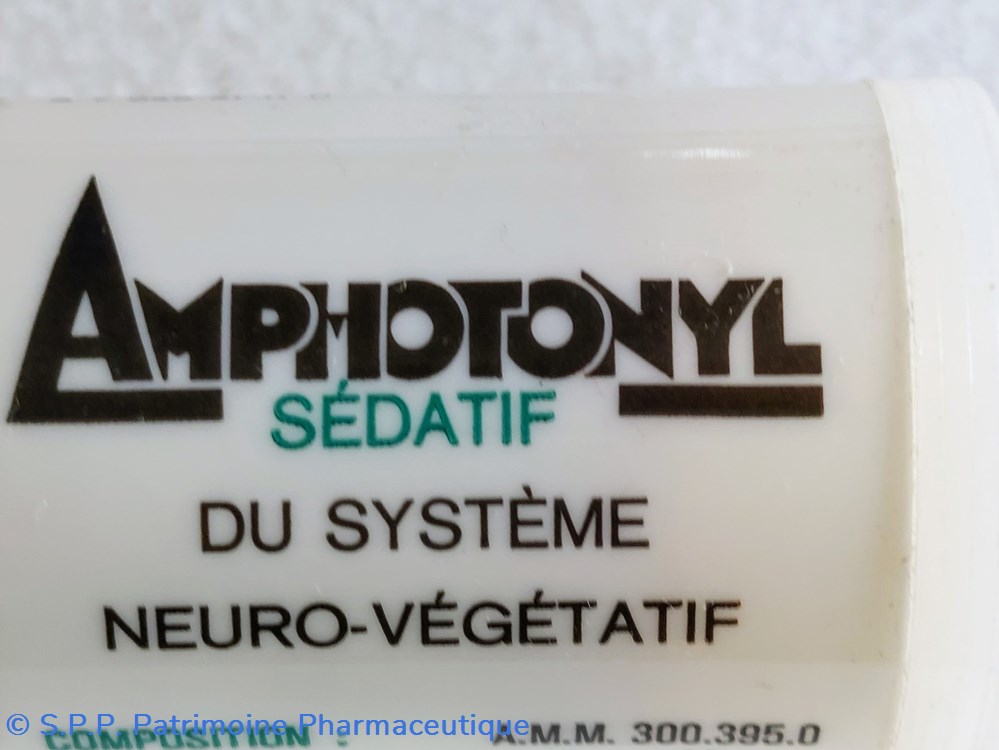 AMPHOTONYL
SÉDATIF
DU SYSTÈME
NEURO-VÉGÉTATIF
COMPOSITION : A.M.M. 300.395.0
© S.P.P. Patrimoine Pharmaceutique